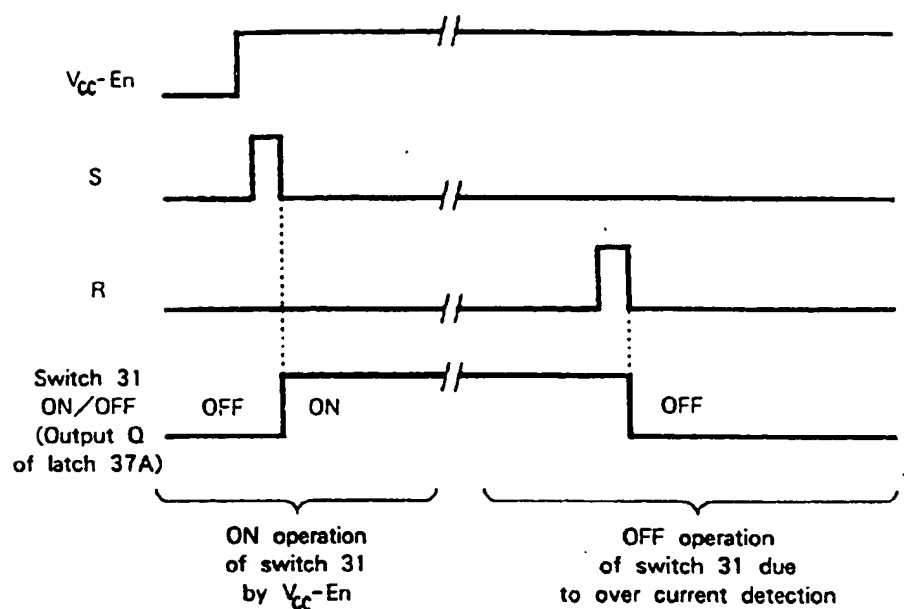 V_CC-En
S
R
Switch 31
ON/OFF
(Output Q
of latch 37A)
OFF
ON
OFF
ON operation
of switch 31
by V_CC-En
OFF operation
of switch 31 due
to over current detection